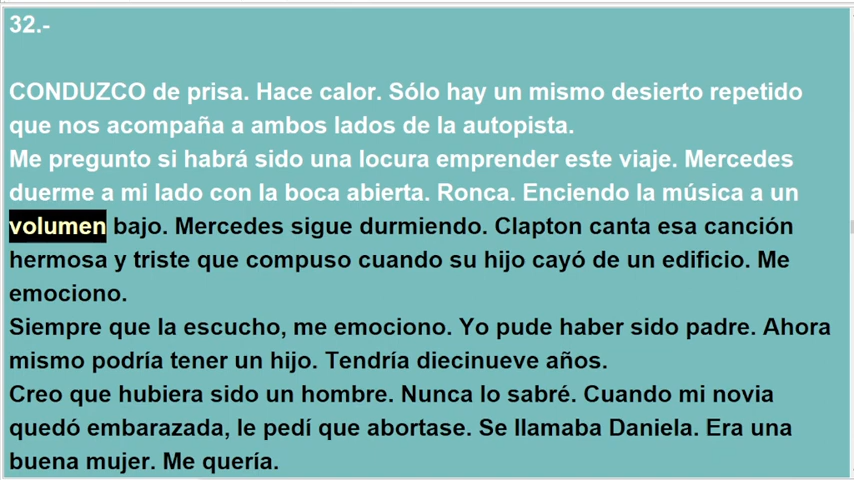 32.-
CONDUZCO de prisa. Hace calor. Sólo hay un mismo desierto repetido
que nos acompaña a ambos lados de la autopista.
Me pregunto si habrá sido una locura emprender este viaje. Mercedes
duerme a mi lado con la boca abierta. Ronca. Enciendo la música a un
volumen bajo. Mercedes sigue durmiendo. Clapton canta esa canción
hermosa y triste que compuso cuando su hijo cayó de un edificio. Me
emociono.
Siempre que la escucho, me emociono. Yo pude haber sido padre. Ahora
mismo podría tener un hijo. Tendría diecinueve años.
Creo que hubiera sido un hombre. Nunca lo sabré. Cuando mi novia
quedó embarazada, le pedí que abortase. Se llamaba Daniela. Era una
buena mujer. Me quería.